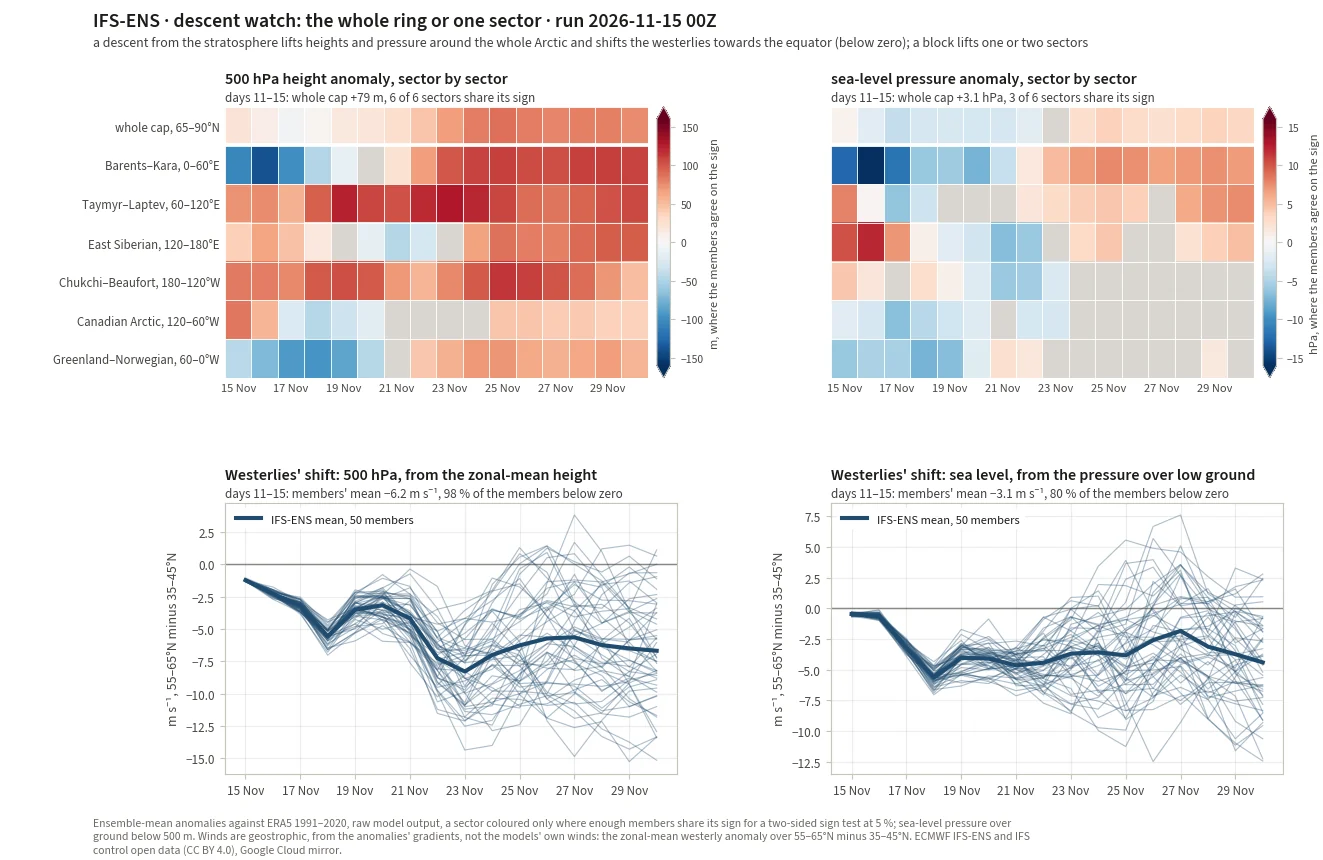 IFS-ENS · descent watch: the whole ring or one sector · run 2026-11-15 00Z
a descent from the stratosphere lifts heights and pressure around the whole Arctic and shifts the westerlies towards the equator (below zero); a block lifts one or two sectors
500 hPa height anomaly, sector by sector
days 11–15: whole cap +79 m, 6 of 6 sectors share its sign
whole cap, 65–90°N
Barents–Kara, 0–60°E
Taymyr–Laptev, 60–120°E
East Siberian, 120–180°E
Chukchi–Beaufort, 180–120°W
Canadian Arctic, 120–60°W
Greenland–Norwegian, 60–0°W
15 Nov 17 Nov 19 Nov 21 Nov 23 Nov 25 Nov 27 Nov 29 Nov
150
100
50
0
−50
−100
−150
m, where the members agree on the sign
sea-level pressure anomaly, sector by sector
days 11–15: whole cap +3.1 hPa, 3 of 6 sectors share its sign
15 Nov 17 Nov 19 Nov 21 Nov 23 Nov 25 Nov 27 Nov 29 Nov
15
10
5
0
−5
−10
−15
hPa, where the members agree on the sign
Westerlies' shift: 500 hPa, from the zonal-mean height
days 11–15: members' mean −6.2 m s⁻¹, 98 % of the members below zero
IFS-ENS mean, 50 members
m s⁻¹, 55–65°N minus 35–45°N
2.5
0.0
−2.5
−5.0
−7.5
−10.0
−12.5
−15.0
15 Nov 17 Nov 19 Nov 21 Nov 23 Nov 25 Nov 27 Nov 29 Nov
Westerlies' shift: sea level, from the pressure over low ground
days 11–15: members' mean −3.1 m s⁻¹, 80 % of the members below zero
IFS-ENS mean, 50 members
m s⁻¹, 55–65°N minus 35–45°N
7.5
5.0
2.5
0.0
−2.5
−5.0
−7.5
−10.0
−12.5
15 Nov 17 Nov 19 Nov 21 Nov 23 Nov 25 Nov 27 Nov 29 Nov
Ensemble-mean anomalies against ERA5 1991–2020, raw model output, a sector coloured only where enough members share its sign for a two-sided sign test at 5 %; sea-level pressure over
ground below 500 m. Winds are geostrophic, from the anomalies' gradients, not the models' own winds: the zonal-mean westerly anomaly over 55–65°N minus 35–45°N. ECMWF IFS-ENS and IFS
control open data (CC BY 4.0), Google Cloud mirror.